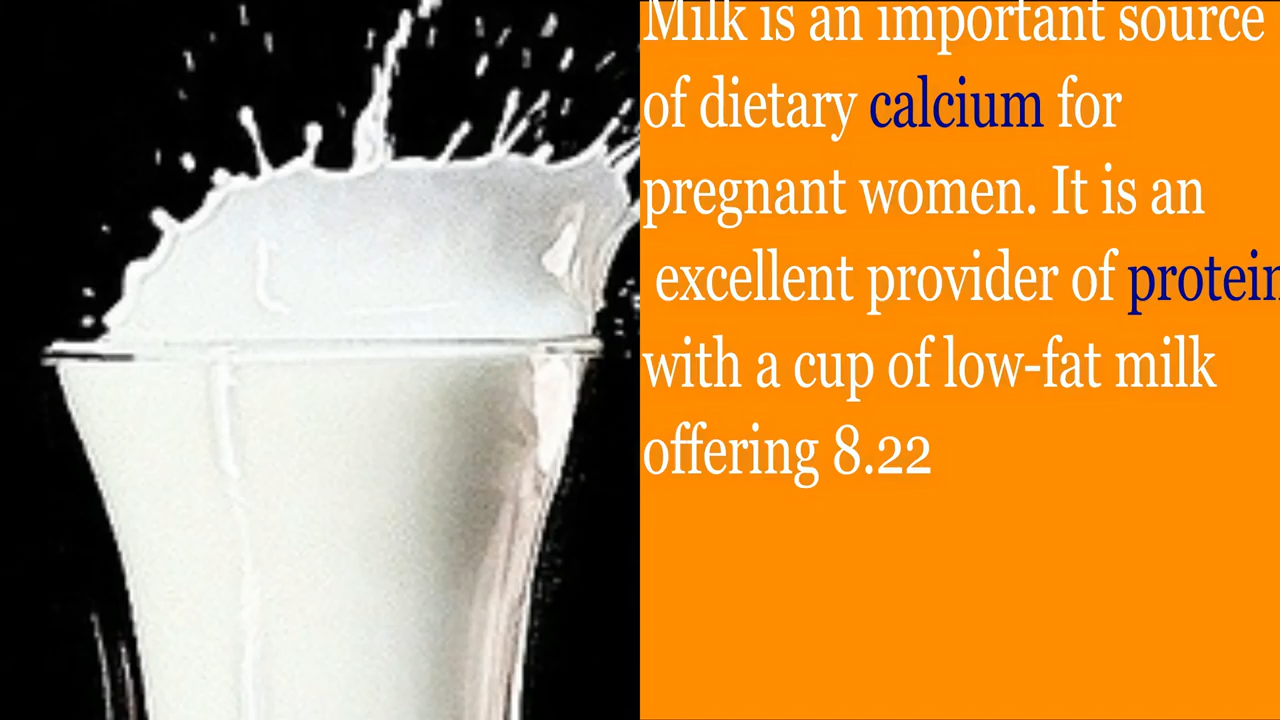 Milk is an important source
of dietary calcium for
pregnant women. It is an
excellent provider of protein
with a cup of low-fat milk
offering 8.22